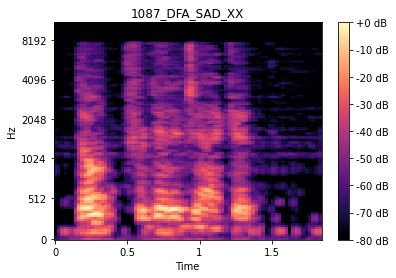 1087_DFA_SAD_XX
+0 dB
8192
-10 dB
4096
-20 dB
-30 dB
2048
Hz
-40 dB
1024
-50 dB
512
-60 dB
-70 dB
0
-80 dB
0 0.5 1 1.5
Time